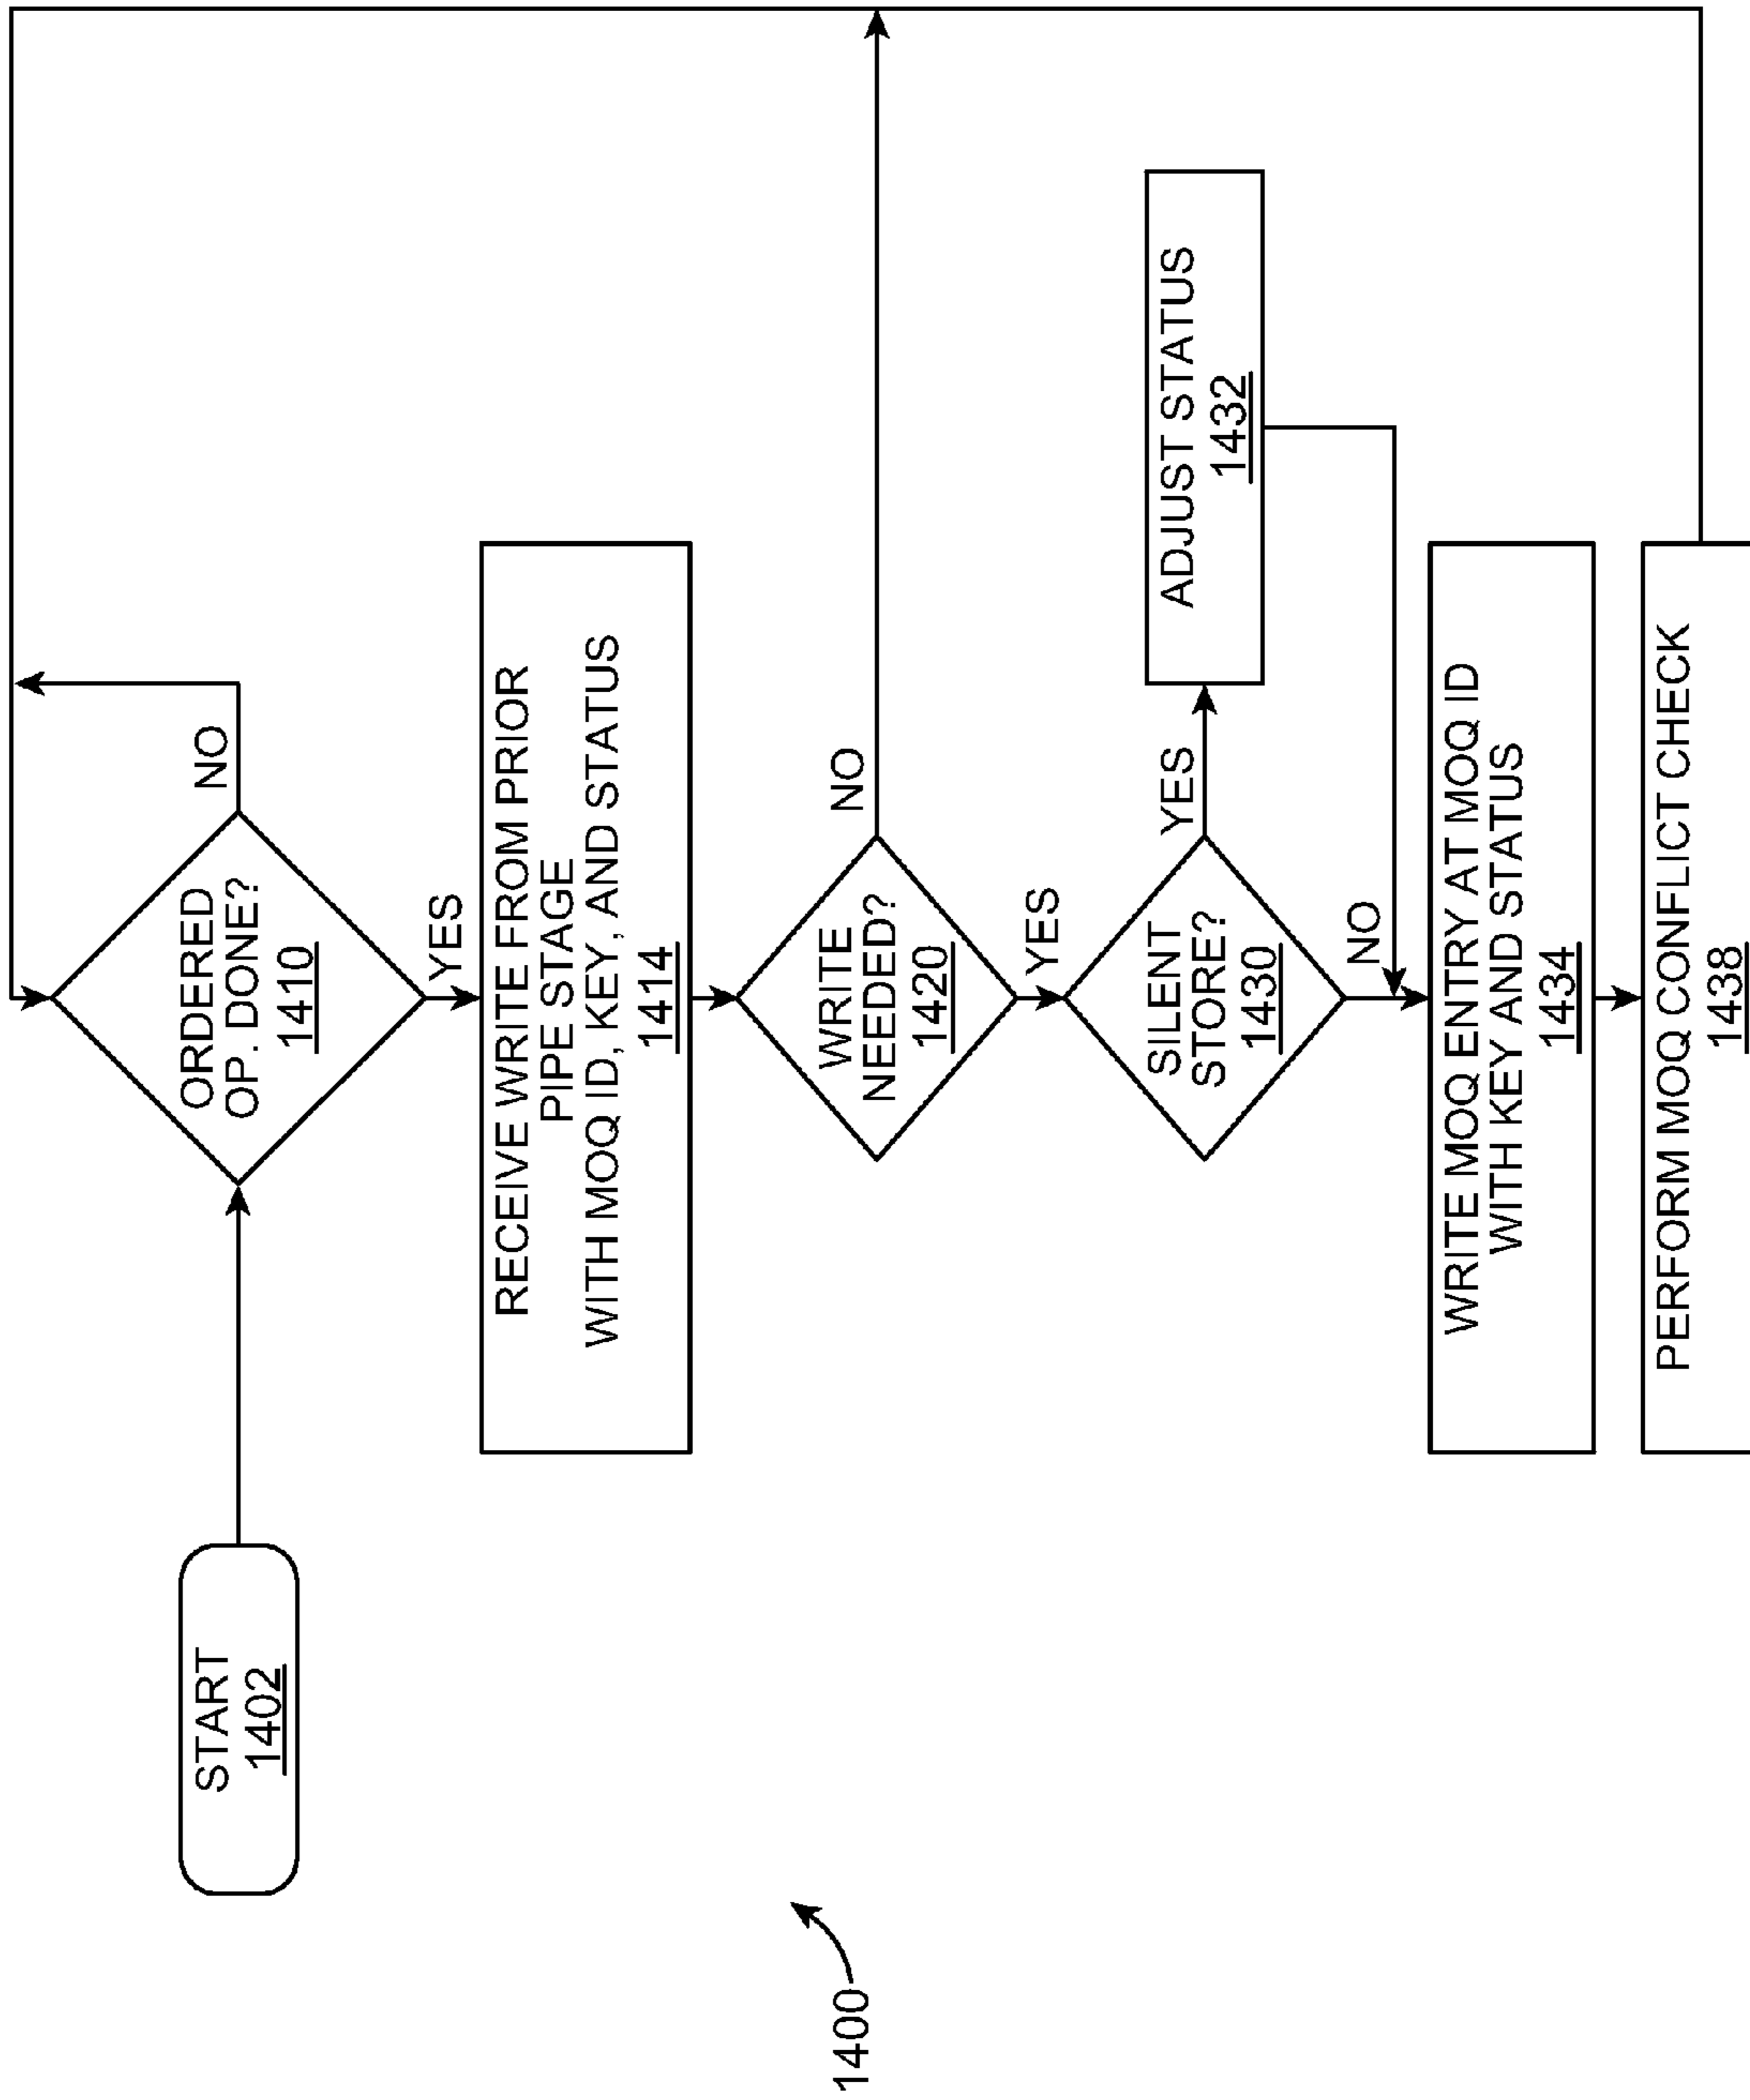 START
1402
ORDERED
OP. DONE?
1410
NO
YES
RECEIVE WRITE FROM PRIOR
PIPE STAGE
WITH MOQ ID, KEY, AND STATUS
1414
WRITE
NEEDED?
1420
NO
YES
SILENT
STORE?
1430
YES
ADJUST STATUS
1432
NO
WRITE MOQ ENTRY AT MOQ ID
WITH KEY AND STATUS
1434
PERFORM MOQ CONFLICT CHECK
1438
1400